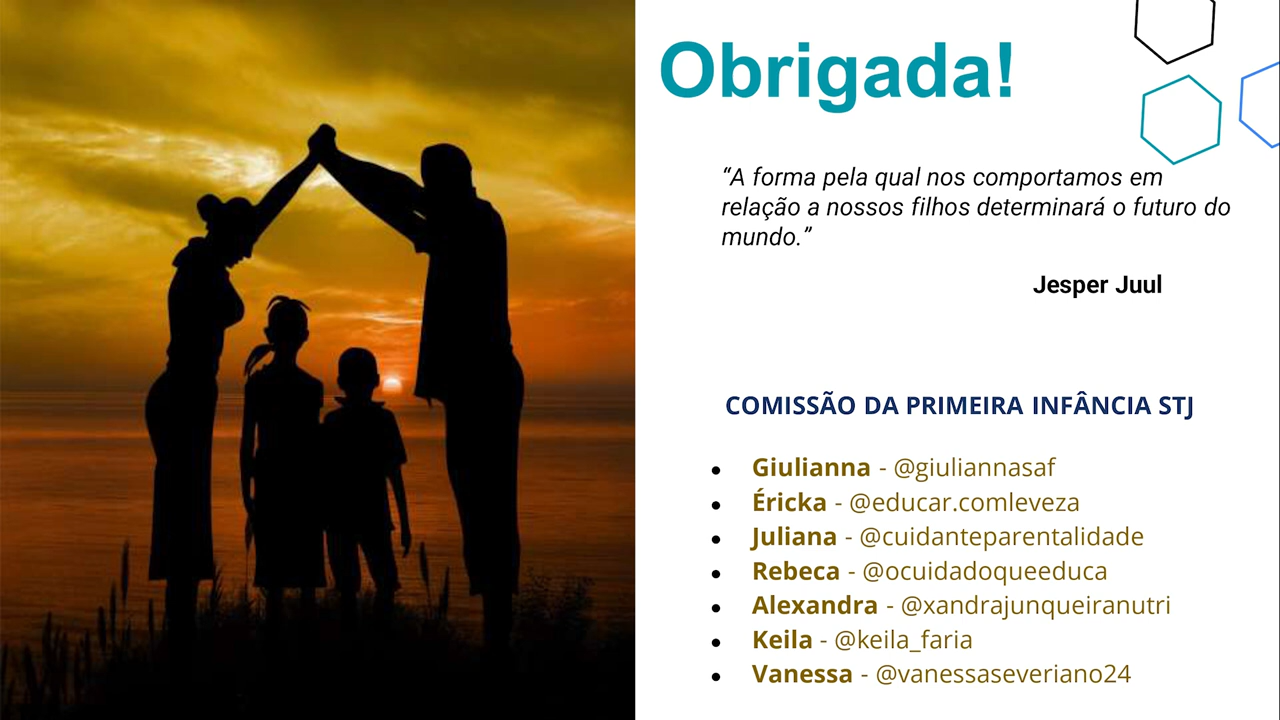 Obrigada!
“A forma pela qual nos comportamos em
relação a nossos filhos determinará o futuro do
mundo.”
Jesper Juul
COMISSÃO DA PRIMEIRA INFÂNCIA STJ
● Giulianna - @giuliannasaf
● Éricka - @educar.comleveza
● Juliana - @cuidanteparentalidade
● Rebeca - @ocuidadoqueeduca
● Alexandra - @xandrajunqueiranutri
● Keila - @keila_faria
● Vanessa - @vanessaseveriano24